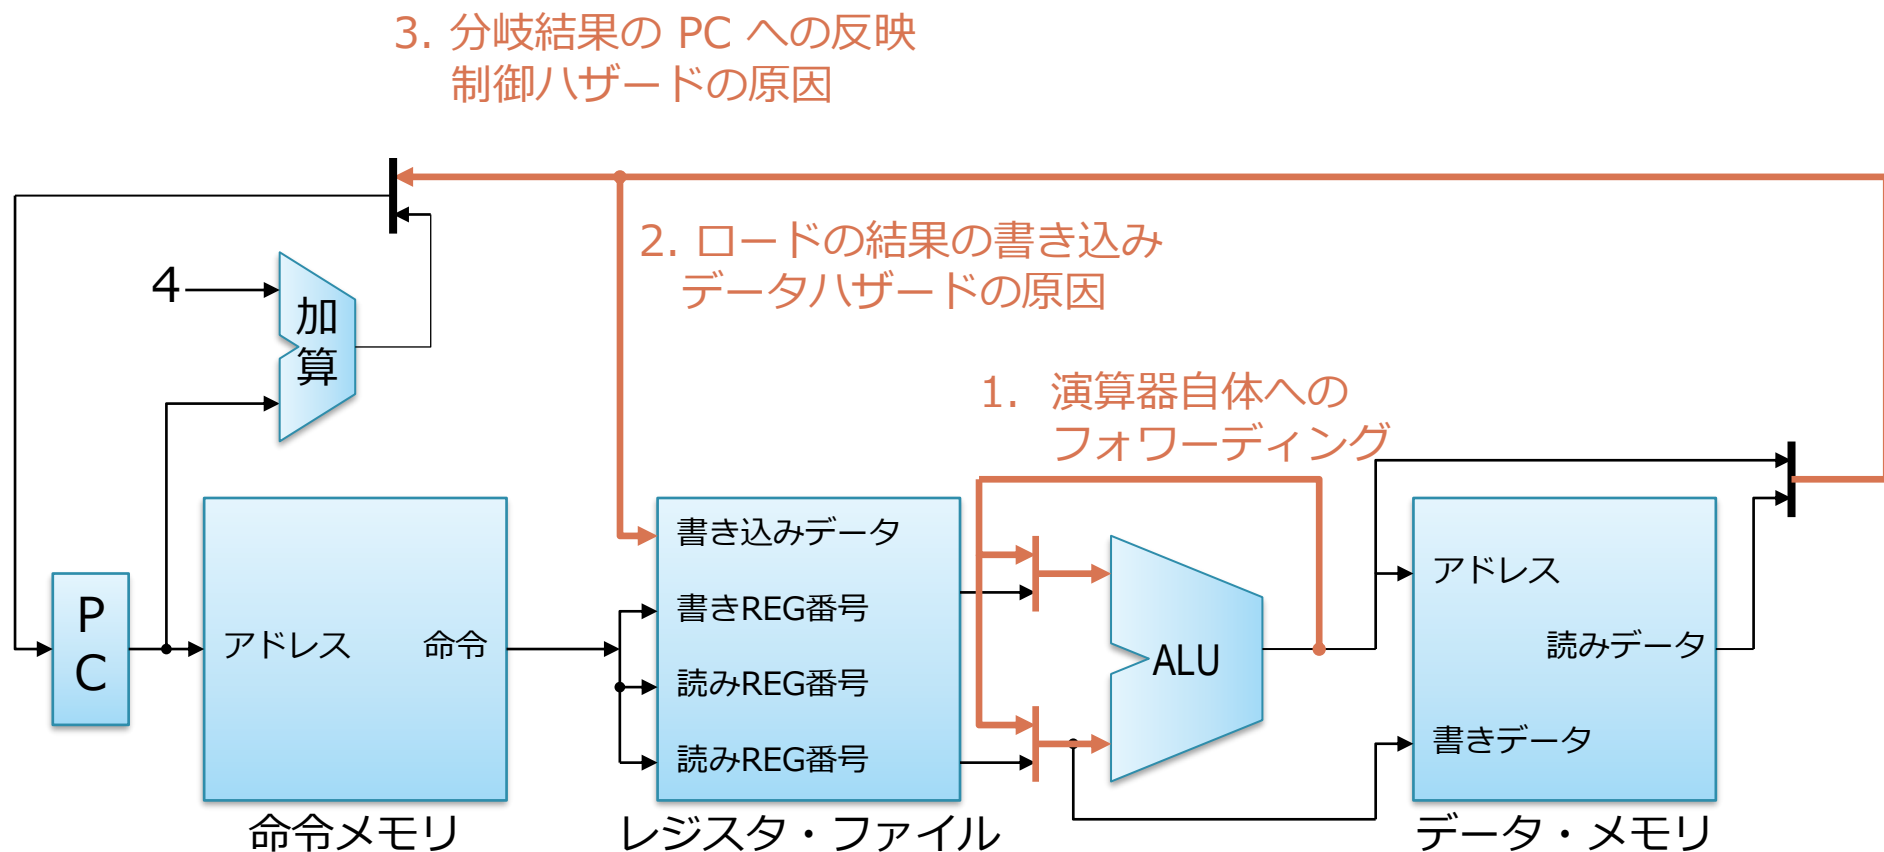 3. 分岐結果の PC への反映
制御ハザードの原因
2. ロードの結果の書き込み
データハザードの原因
4
加
算
1. 演算器自体への
フォワーディング
P
C
アドレス
命令
書き込みデータ
書きREG番号
読みREG番号
読みREG番号
ALU
アドレス
読みデータ
書きデータ
命令メモリ
レジスタ・ファイル
データ・メモリ